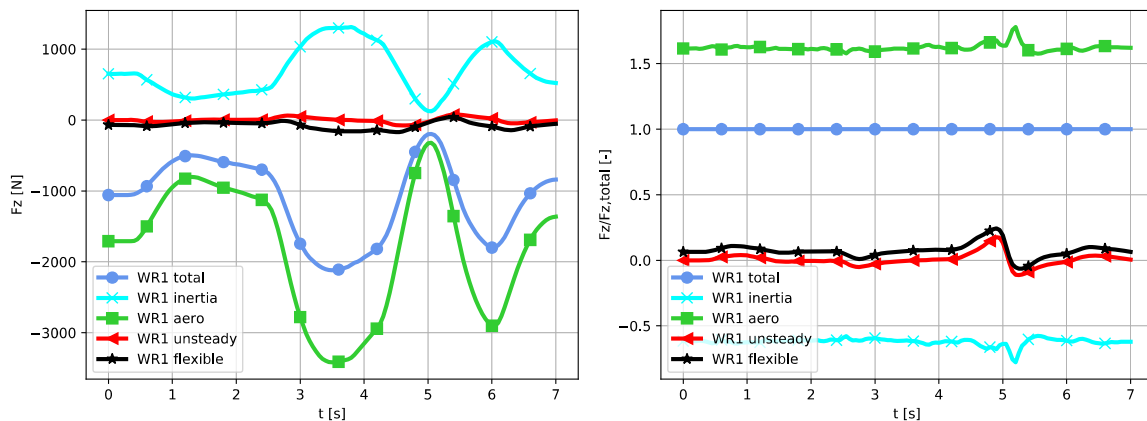 1000
0
−1000
−2000
−3000
Fz [N]
WR1 total
WR1 inertia
WR1 aero
WR1 unsteady
WR1 flexible
0 1 2 3 4 5 6 7
t [s]
1.5
1.0
0.5
0.0
−0.5
Fz/Fz,total [-]
WR1 total
WR1 inertia
WR1 aero
WR1 unsteady
WR1 flexible
0 1 2 3 4 5 6 7
t [s]